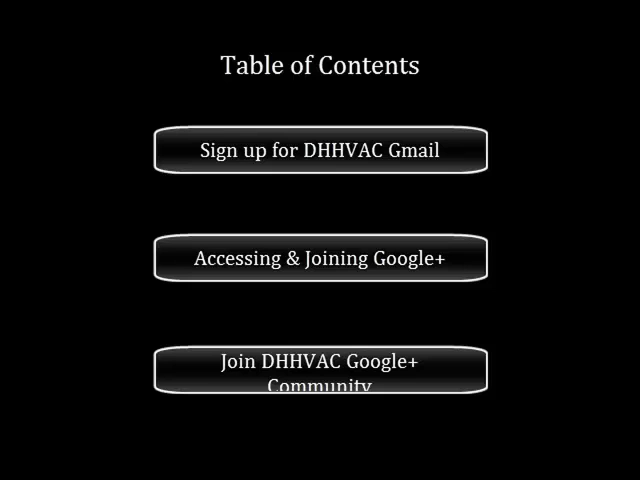 Table of Contents
Sign up for DHHVAC Gmail
Accessing & Joining Google+
Join DHHVAC Google+
Community